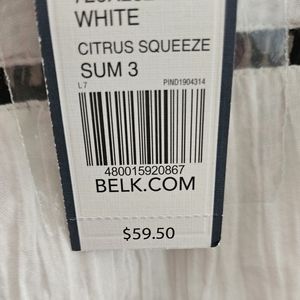 WHITE
CITRUS SQUEEZE
SUM 3
L7 PIND1904314
480015920867
BELK.COM
$59.50